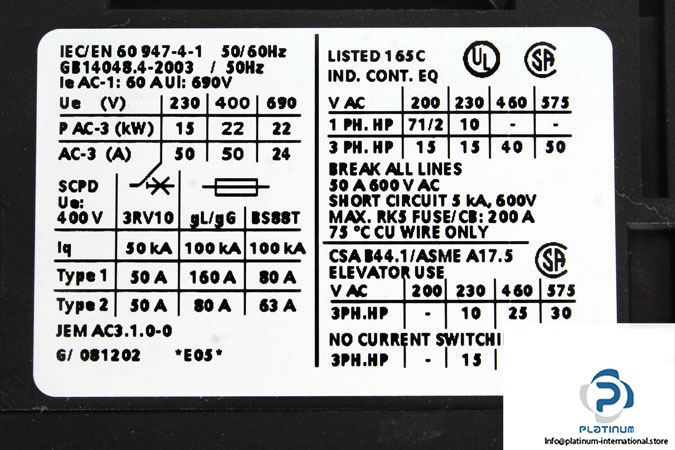 IEC/EN 60 947-4-1 50/60Hz
GB14048.4-2003 / 50Hz
Ie AC-1: 60 A Ui: 690V
Ue (V) 230 400 690
P AC-3 (kW) 15 22 22
AC-3 (A) 50 50 24
SCPD
Ue:
400 V 3RV10 gL/gG BS88T
Iq 50 kA 100 kA 100 kA
Type 1 50 A 160 A 80 A
Type 2 50 A 80 A 63 A
JEM AC3.1.0-0
G/ 081202 *E05*
LISTED 165C UL SA
IND. CONT. EQ
V AC 200 230 460 575
1 PH. HP 71/2 10 - -
3 PH. HP 15 15 40 50
BREAK ALL LINES
50 A 600 V AC
SHORT CIRCUIT 5 kA, 600V
MAX. RK5 FUSE/CB: 200 A
75 °C CU WIRE ONLY
CSA B44.1/ASME A17.5 SA
ELEVATOR USE
V AC 200 230 460 575
3PH.HP - 10 25 30
NO CURRENT
3PH.HP - 15
P
PLATINUM
Info@platinum-international.store